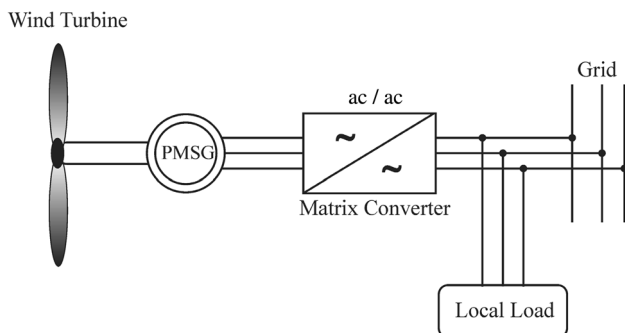 Wind Turbine
Grid
ac / ac
PMSG
~
~
Matrix Converter
Local Load